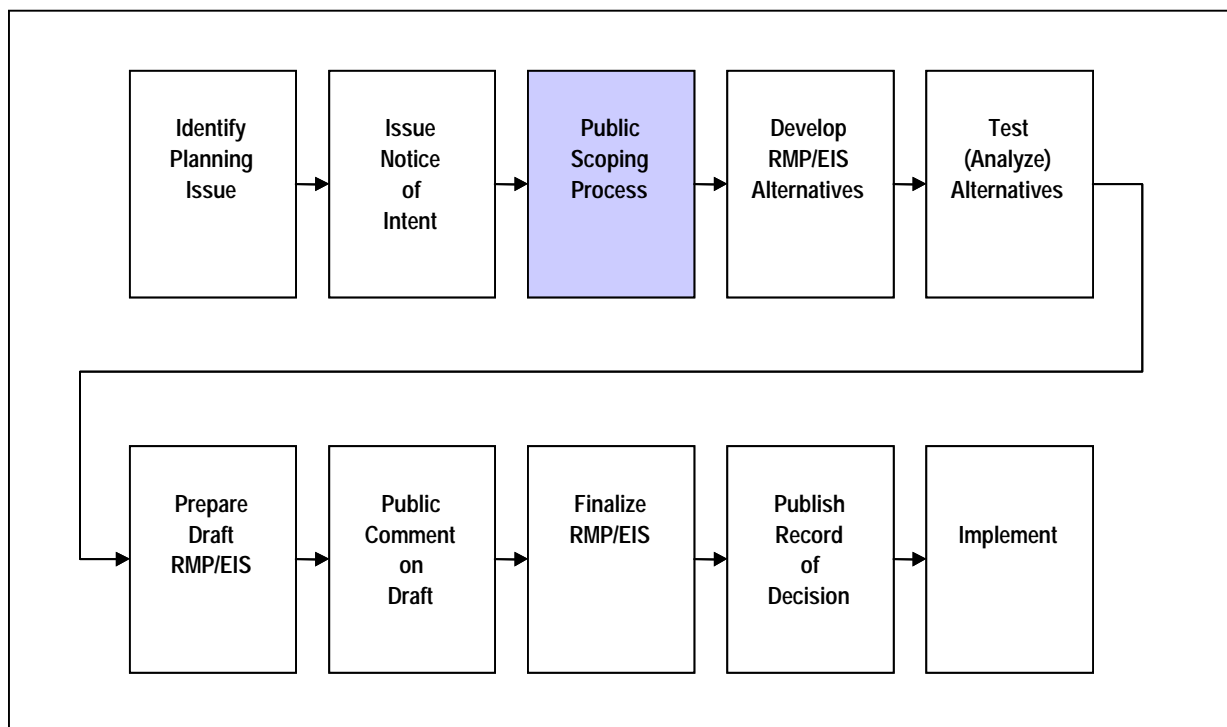 Identify
Planning
Issue
Issue
Notice
of
Intent
Public
Scoping
Process
Develop
RMP/EIS
Alternatives
Test
(Analyze)
Alternatives
Prepare
Draft
RMP/EIS
Public
Comment
on
Draft
Finalize
RMP/EIS
Publish
Record
of
Decision
Implement